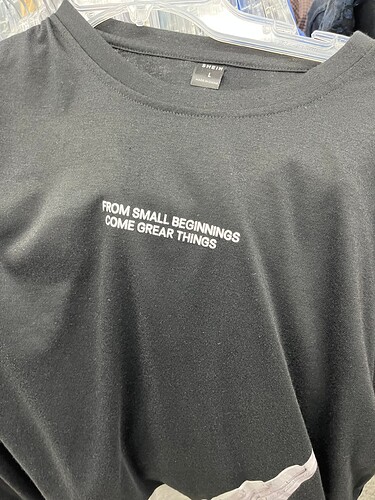 SHEIN
L
FROM SMALL BEGINNINGS
COME GREAR THINGS